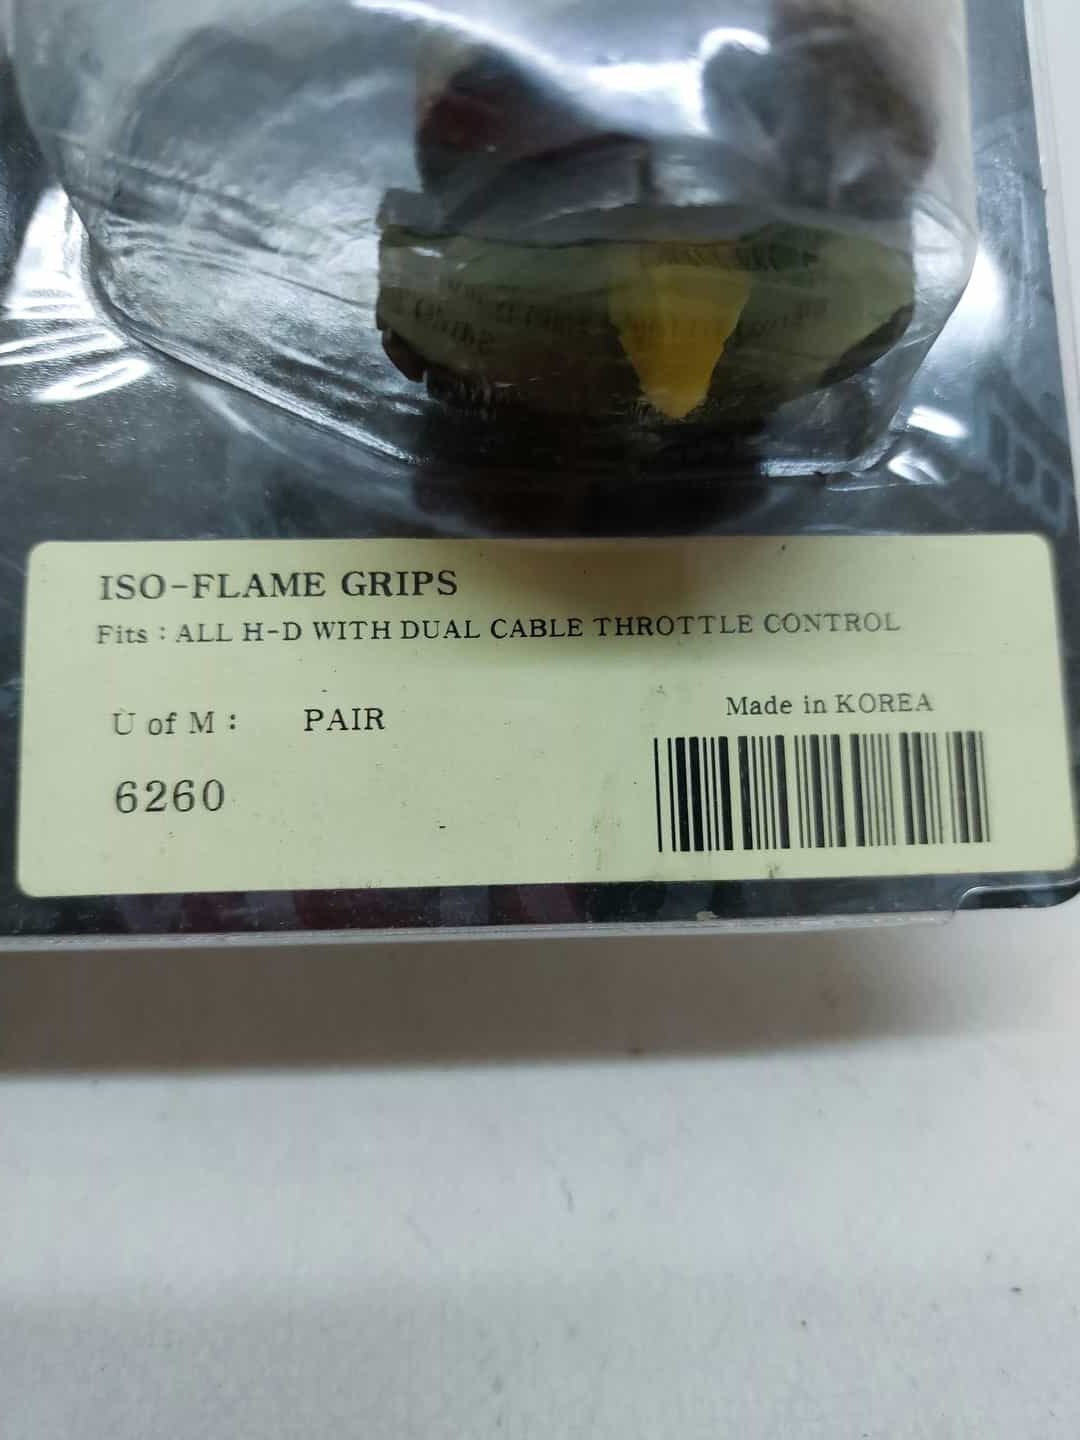 ISO-FLAME GRIPS
Fits : ALL H-D WITH DUAL CABLE THROTTLE CONTROL
U of M : PAIR
Made in KOREA
6260